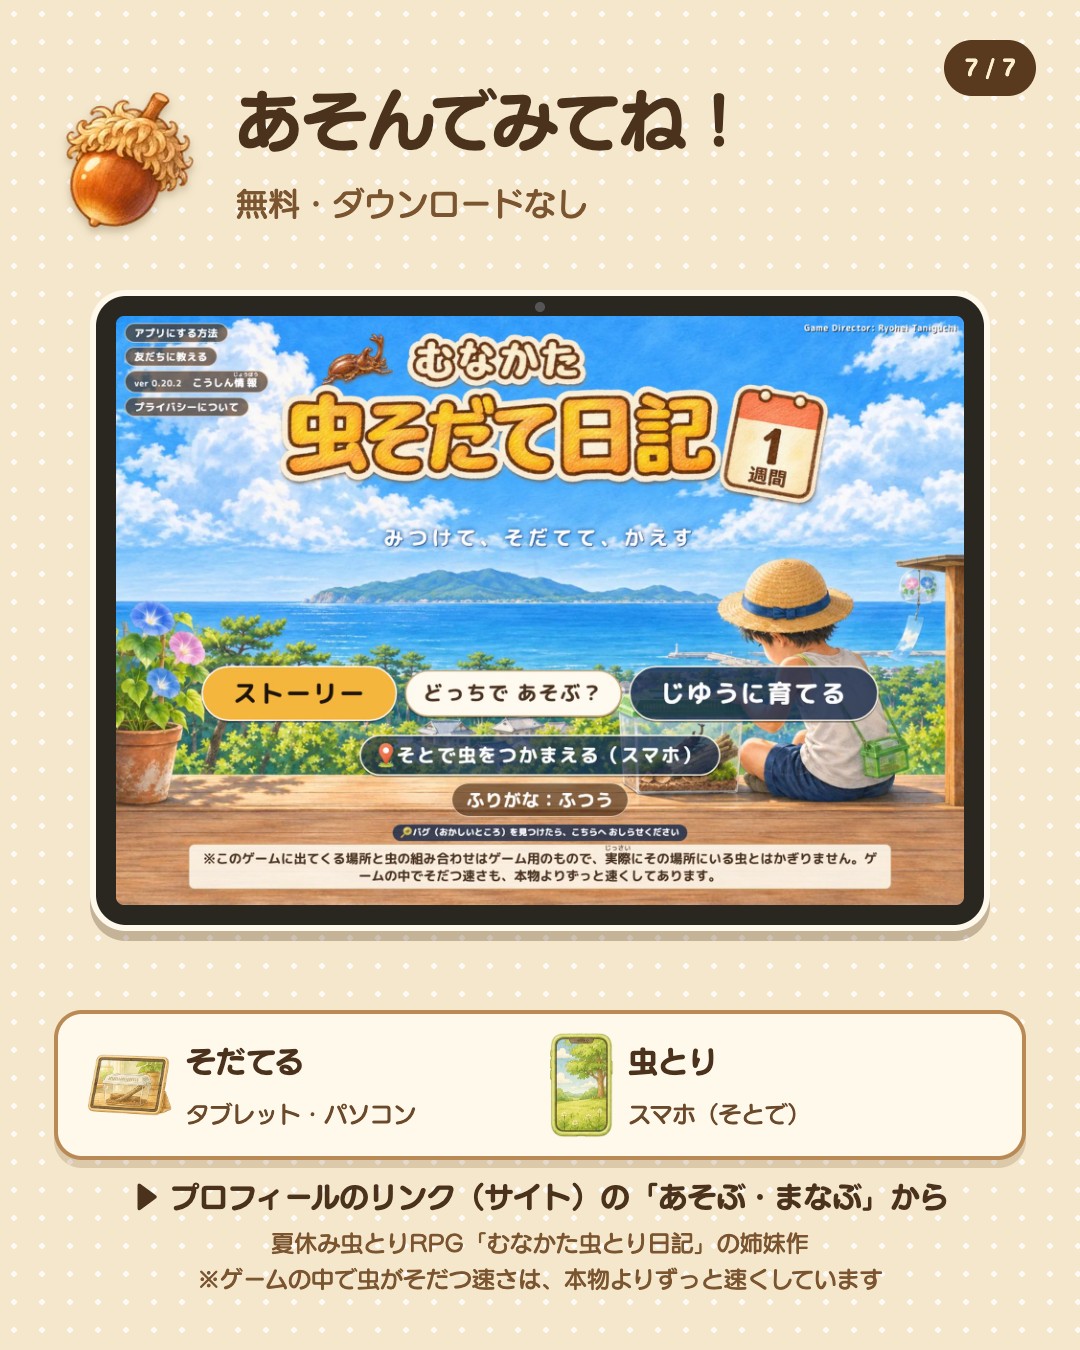 7 / 7
あそんでみてね！
無料・ダウンロードなし
アプリにする方法
友だちに教える
ver 0.20.2 こうしん情報
じょうほう
プライバシーについて
Game Director: Ryohei Taniguchi
むなかた
虫そだて日記
1
週間
みつけて、そだてて、かえす
ストーリー
どっちで あそぶ？
じゆうに育てる
そとで虫をつかまえる（スマホ）
ふりがな：ふつう
バグ（おかしいところ）を見つけたら、こちらへ おしらせください
じっさい
※このゲームに出てくる場所と虫の組み合わせはゲーム用のもので、実際にその場所にいる虫とはかぎりません。ゲ
ームの中でそだつ速さも、本物よりずっと速くしてあります。
そだてる
タブレット・パソコン
虫とり
スマホ（そとで）
▶ プロフィールのリンク（サイト）の「あそぶ・まなぶ」から
夏休み虫とりRPG「むなかた虫とり日記」の姉妹作
※ゲームの中で虫がそだつ速さは、本物よりずっと速くしています